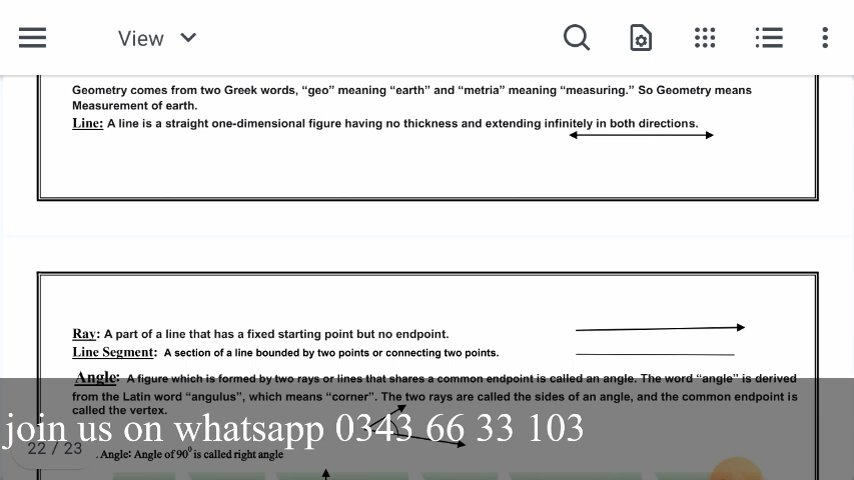 View
Geometry comes from two Greek words, “geo” meaning “earth” and “metria” meaning “measuring.” So Geometry means
Measurement of earth.
Line: A line is a straight one-dimensional figure having no thickness and extending infinitely in both directions.
Ray: A part of a line that has a fixed starting point but no endpoint.
Line Segment: A section of a line bounded by two points or connecting two points.
Angle: A figure which is formed by two rays or lines that shares a common endpoint is called an angle. The word “angle” is derived
from the Latin word “angulus”, which means “corner”. The two rays are called the sides of an angle, and the common endpoint is
called the vertex.
join us on whatsapp 0343 66 33 103
22 / 23
. Angle: Angle of 90⁰ is called right angle